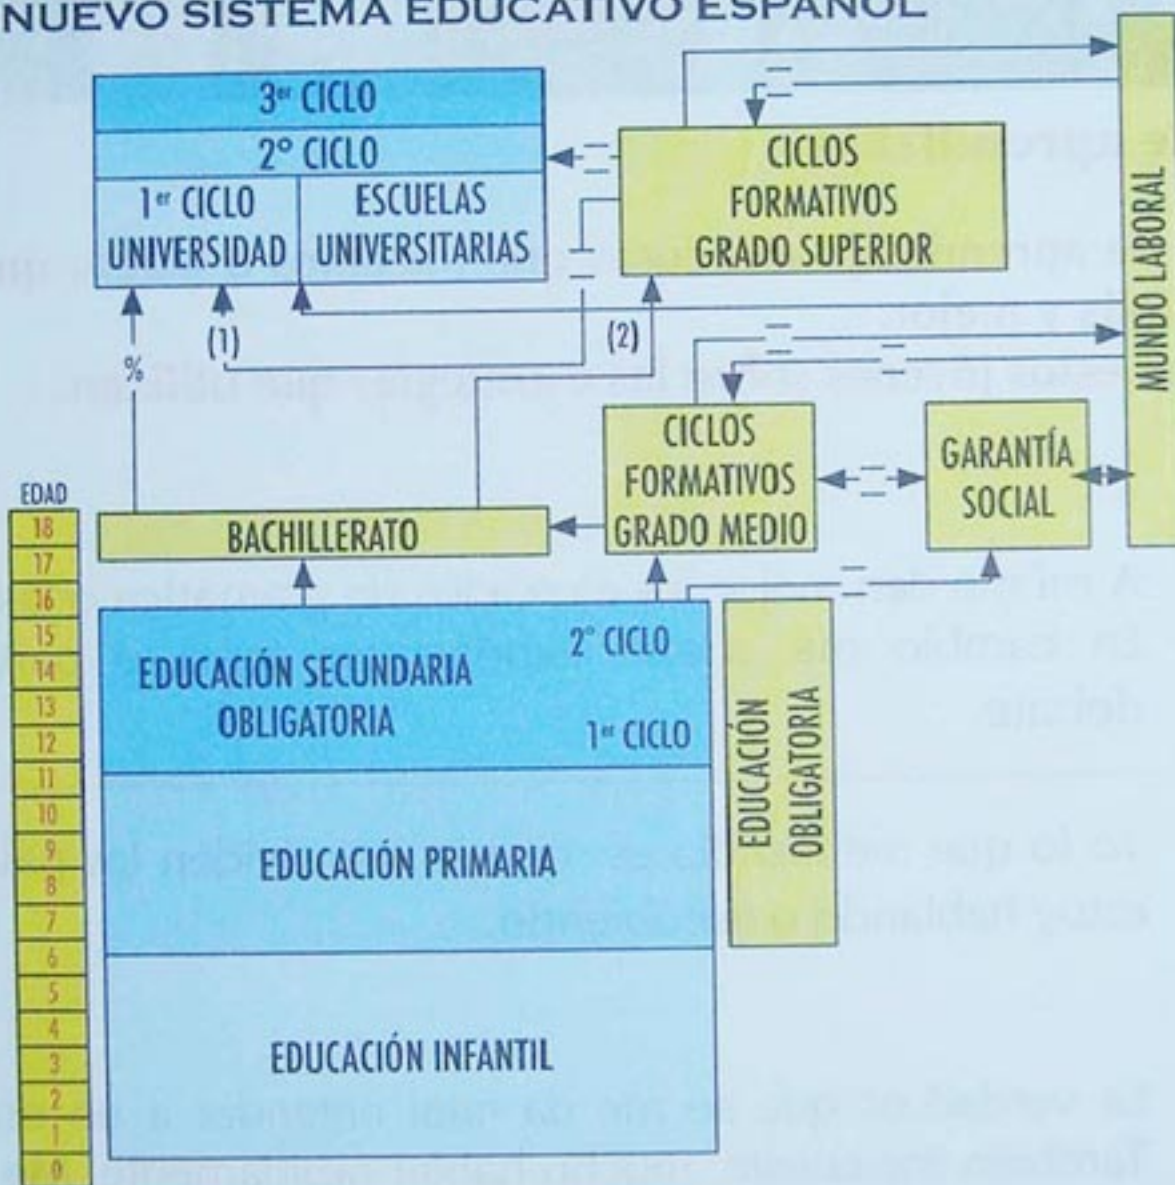 NUEVO SISTEMA EDUCATIVO ESPAÑOL
3er CICLO
2º CICLO
1er CICLO
UNIVERSIDAD
ESCUELAS
UNIVERSITARIAS
CICLOS
FORMATIVOS
GRADO SUPERIOR
MUNDO LABORAL
%
(1)
(2)
CICLOS
FORMATIVOS
GRADO MEDIO
GARANTÍA
SOCIAL
BACHILLERATO
EDAD
18
17
16
15
14
13
12
11
10
9
8
7
6
5
4
3
2
1
0
EDUCACIÓN SECUNDARIA
OBLIGATORIA
2º CICLO
1er CICLO
EDUCACIÓN
OBLIGATORIA
EDUCACIÓN PRIMARIA
EDUCACIÓN INFANTIL